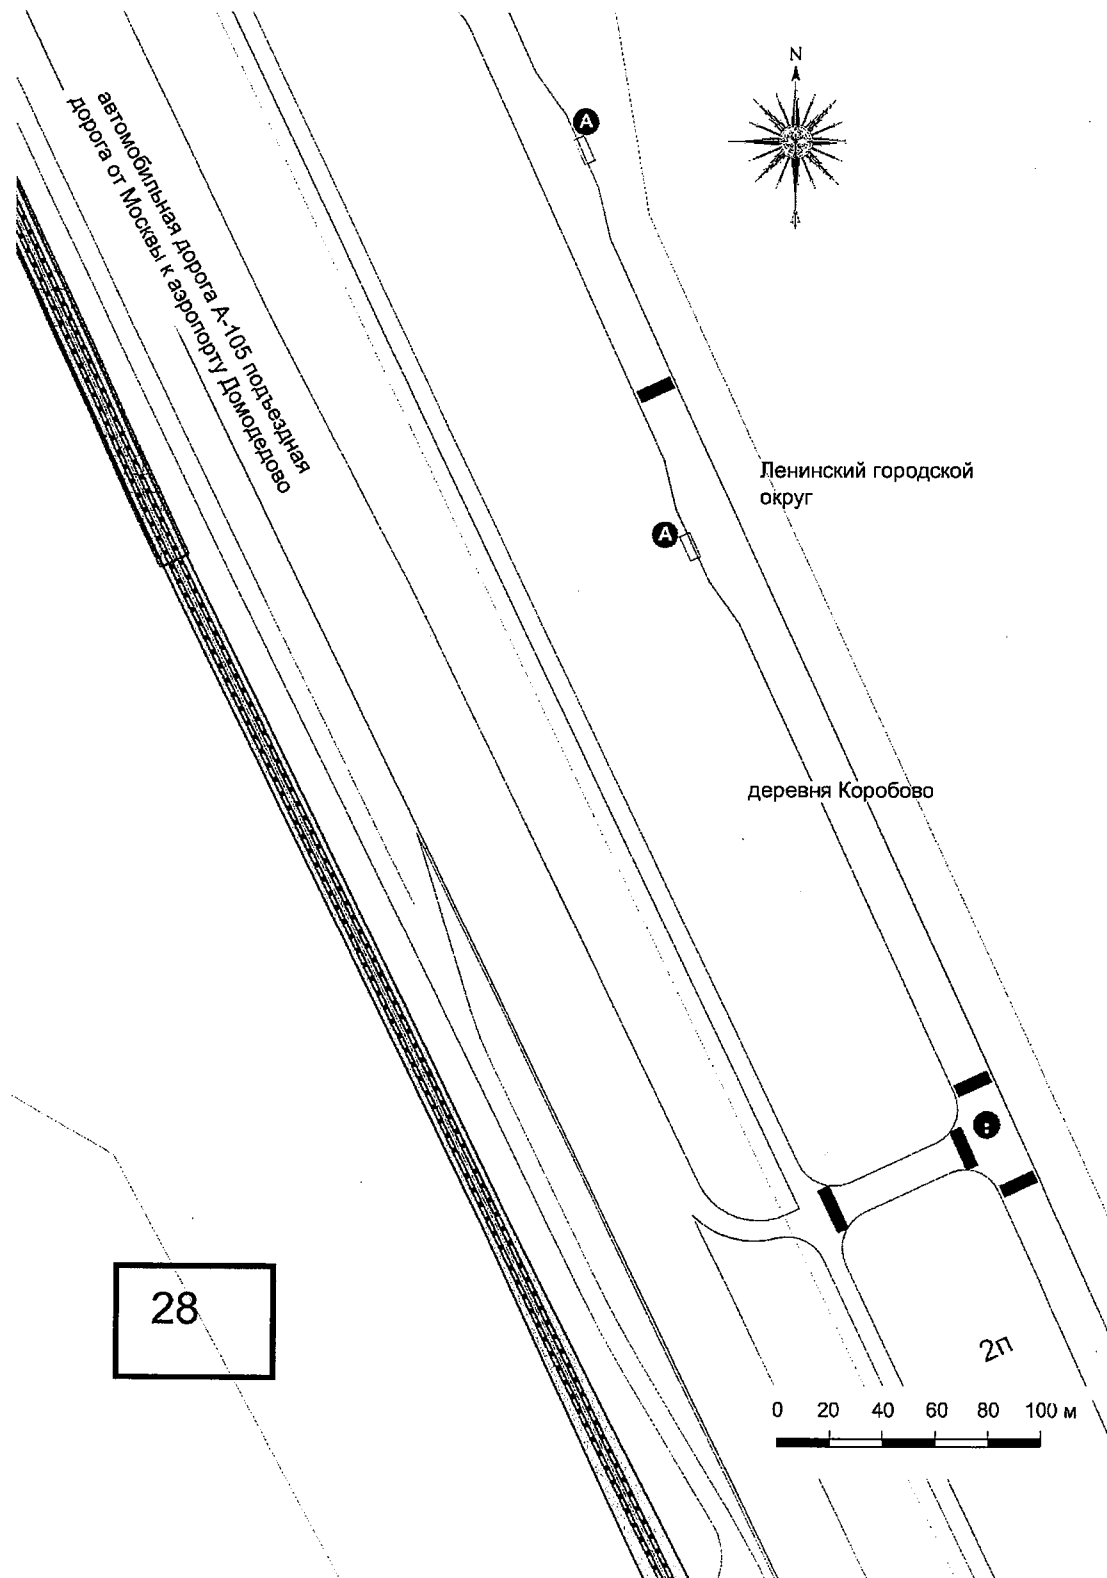 N
А
автомобильная дорога А-105 подъездная
дорога от Москвы к аэропорту Домодедово
Ленинский городской
округ
А
деревня Коробово
28
2п
0 20 40 60 80 100 м